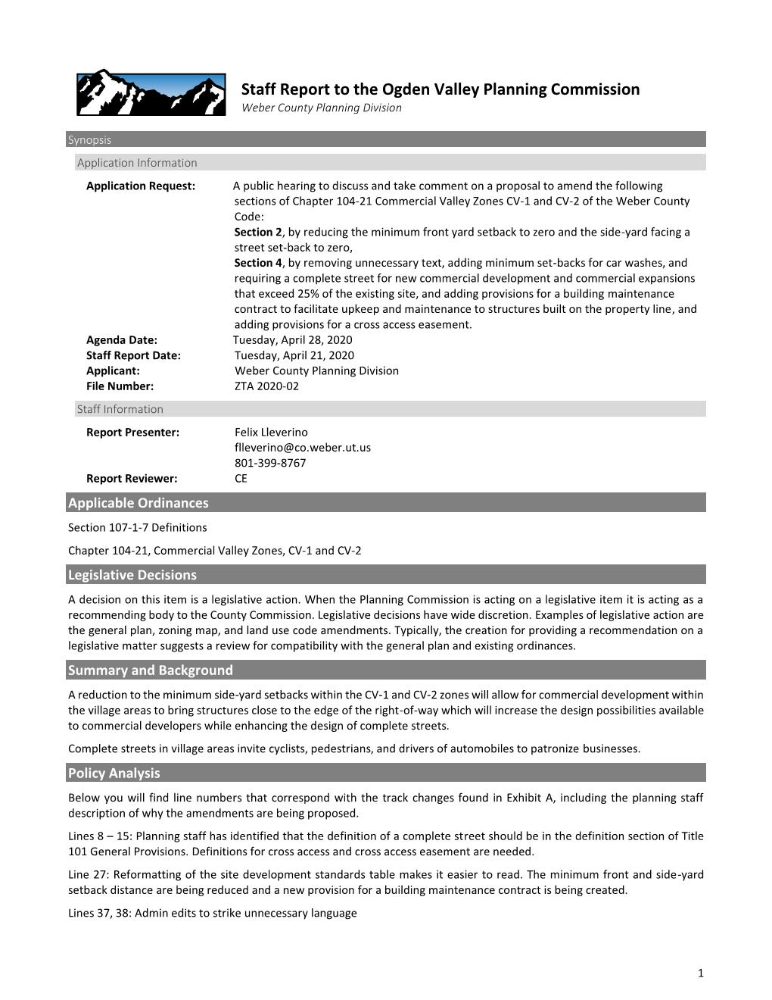 Staff Report to the Ogden Valley Planning Commission
Weber County Planning Division
Synopsis
Application Information
Application Request: A public hearing to discuss and take comment on a proposal to amend the following
sections of Chapter 104-21 Commercial Valley Zones CV-1 and CV-2 of the Weber County
Code:
Section 2, by reducing the minimum front yard setback to zero and the side-yard facing a
street set-back to zero,
Section 4, by removing unnecessary text, adding minimum set-backs for car washes, and
requiring a complete street for new commercial development and commercial expansions
that exceed 25% of the existing site, and adding provisions for a building maintenance
contract to facilitate upkeep and maintenance to structures built on the property line, and
adding provisions for a cross access easement.
Agenda Date: Tuesday, April 28, 2020
Staff Report Date: Tuesday, April 21, 2020
Applicant: Weber County Planning Division
File Number: ZTA 2020-02
Staff Information
Report Presenter: Felix Lleverino
flleverino@co.weber.ut.us
801-399-8767
Report Reviewer: CE
Applicable Ordinances
Section 107-1-7 Definitions
Chapter 104-21, Commercial Valley Zones, CV-1 and CV-2
Legislative Decisions
A decision on this item is a legislative action. When the Planning Commission is acting on a legislative item it is acting as a
recommending body to the County Commission. Legislative decisions have wide discretion. Examples of legislative action are
the general plan, zoning map, and land use code amendments. Typically, the creation for providing a recommendation on a
legislative matter suggests a review for compatibility with the general plan and existing ordinances.
Summary and Background
A reduction to the minimum side-yard setbacks within the CV-1 and CV-2 zones will allow for commercial development within
the village areas to bring structures close to the edge of the right-of-way which will increase the design possibilities available
to commercial developers while enhancing the design of complete streets.
Complete streets in village areas invite cyclists, pedestrians, and drivers of automobiles to patronize businesses.
Policy Analysis
Below you will find line numbers that correspond with the track changes found in Exhibit A, including the planning staff
description of why the amendments are being proposed.
Lines 8 – 15: Planning staff has identified that the definition of a complete street should be in the definition section of Title
101 General Provisions. Definitions for cross access and cross access easement are needed.
Line 27: Reformatting of the site development standards table makes it easier to read. The minimum front and side-yard
setback distance are being reduced and a new provision for a building maintenance contract is being created.
Lines 37, 38: Admin edits to strike unnecessary language
1